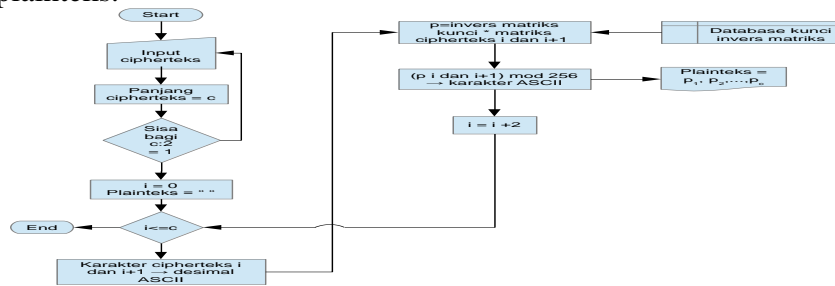 plainteks.
Start
Input
cipherteks
Panjang
cipherteks = c
Sisa
bagi
c:2
= 1
i = 0
Plainteks = " "
i<=c
End
Karakter cipherteks i
dan i+1 → desimal
ASCII
p=invers matriks
kunci * matriks
cipherteks i dan i+1
Database kunci
invers matriks
(p i dan i+1) mod 256
→ karakter ASCII
Plainteks =
p₁, p₂,....,pₙ
i = i +2